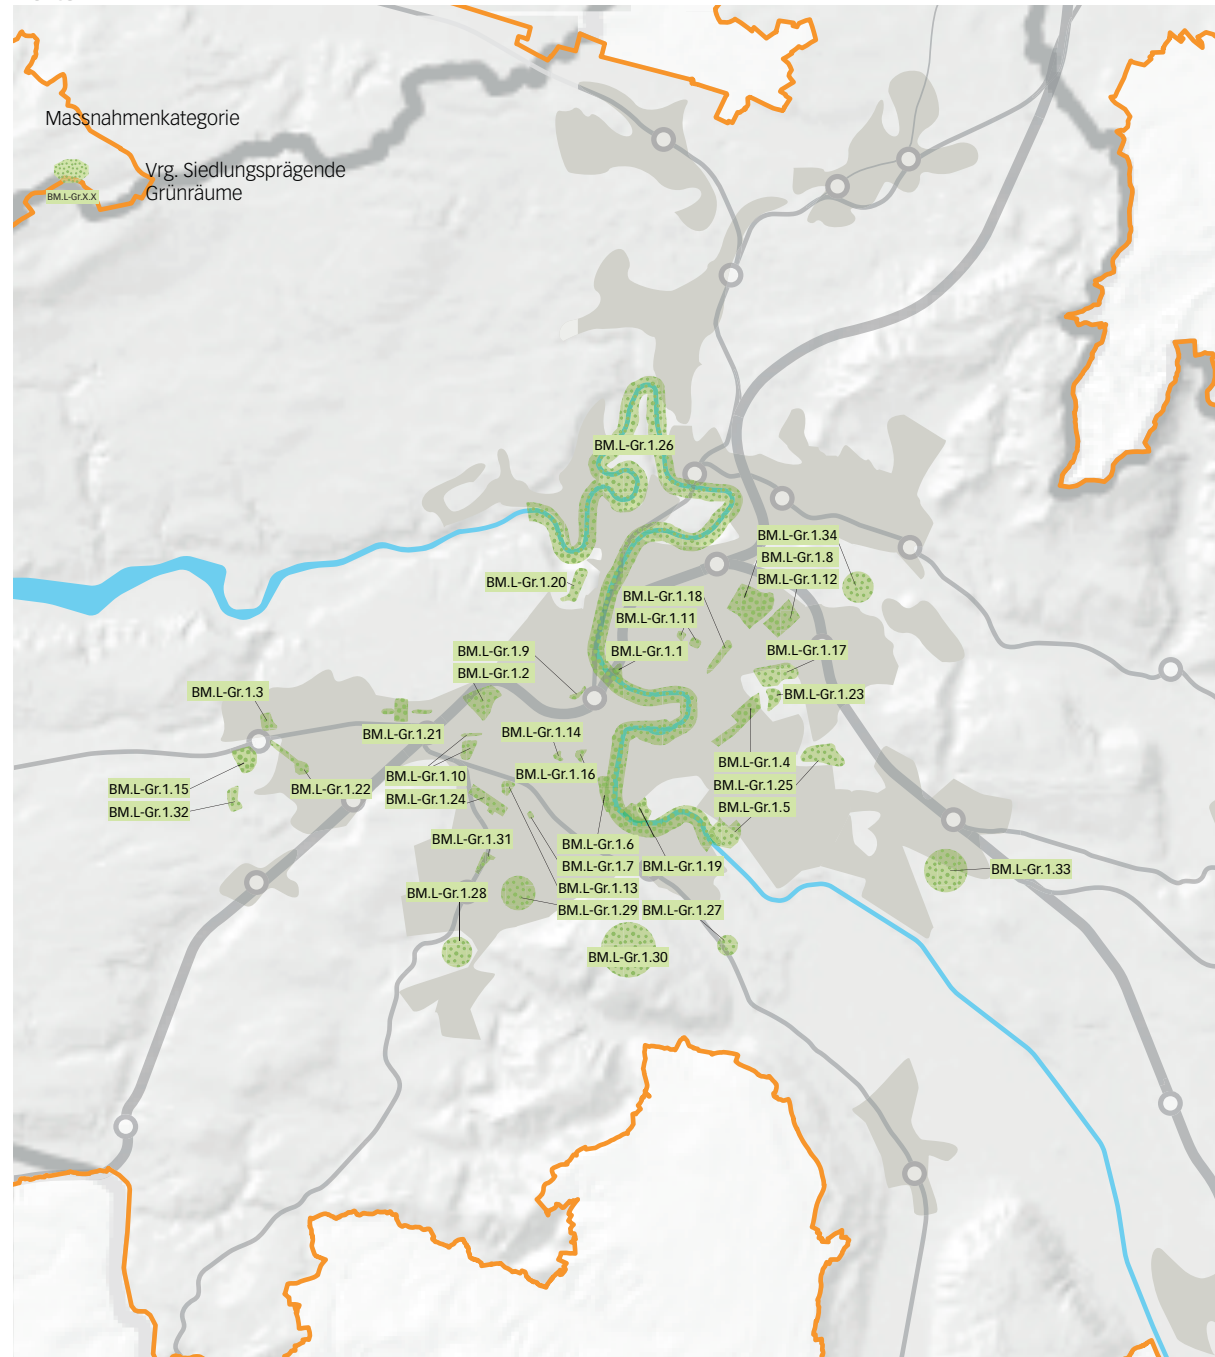 Massnahmenkategorie
Vrg. Siedlungsprägende
Grünräume
BM.L-Gr.X.X
BM.L-Gr.1.26
BM.L-Gr.1.34
BM.L-Gr.1.8
BM.L-Gr.1.12
BM.L-Gr.1.20
BM.L-Gr.1.18
BM.L-Gr.1.11
BM.L-Gr.1.9
BM.L-Gr.1.1
BM.L-Gr.1.17
BM.L-Gr.1.2
BM.L-Gr.1.3
BM.L-Gr.1.23
BM.L-Gr.1.21
BM.L-Gr.1.14
BM.L-Gr.1.4
BM.L-Gr.1.10
BM.L-Gr.1.16
BM.L-Gr.1.15
BM.L-Gr.1.22
BM.L-Gr.1.25
BM.L-Gr.1.24
BM.L-Gr.1.32
BM.L-Gr.1.5
BM.L-Gr.1.31
BM.L-Gr.1.6
BM.L-Gr.1.7
BM.L-Gr.1.19
BM.L-Gr.1.33
BM.L-Gr.1.28
BM.L-Gr.1.13
BM.L-Gr.1.29
BM.L-Gr.1.27
BM.L-Gr.1.30